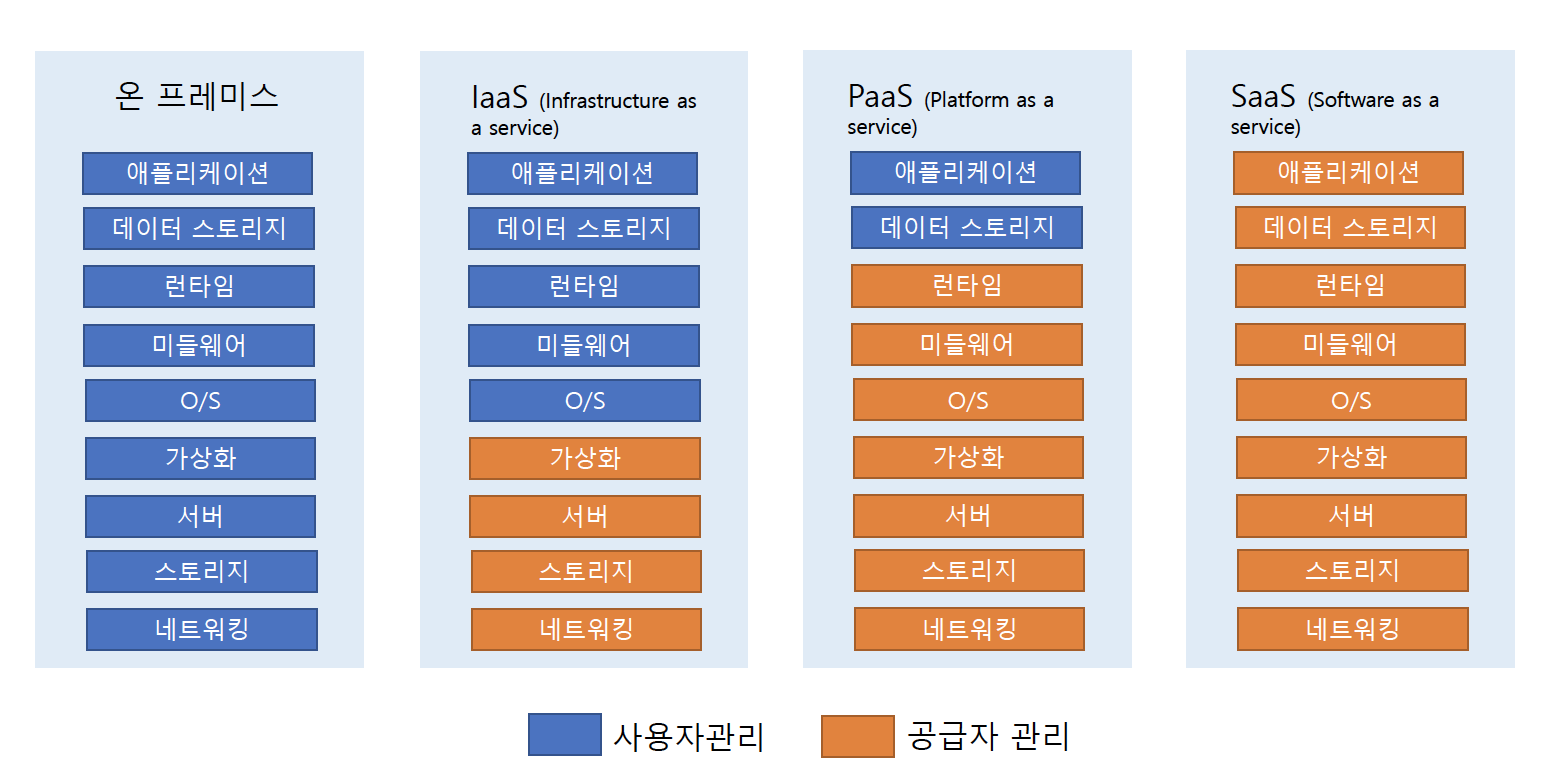 온 프레미스
애플리케이션
데이터 스토리지
런타임
미들웨어
O/S
가상화
서버
스토리지
네트워킹
IaaS (Infrastructure as
a service)
애플리케이션
데이터 스토리지
런타임
미들웨어
O/S
가상화
서버
스토리지
네트워킹
PaaS (Platform as a
service)
애플리케이션
데이터 스토리지
런타임
미들웨어
O/S
가상화
서버
스토리지
네트워킹
SaaS (Software as a
service)
애플리케이션
데이터 스토리지
런타임
미들웨어
O/S
가상화
서버
스토리지
네트워킹
사용자관리
공급자 관리